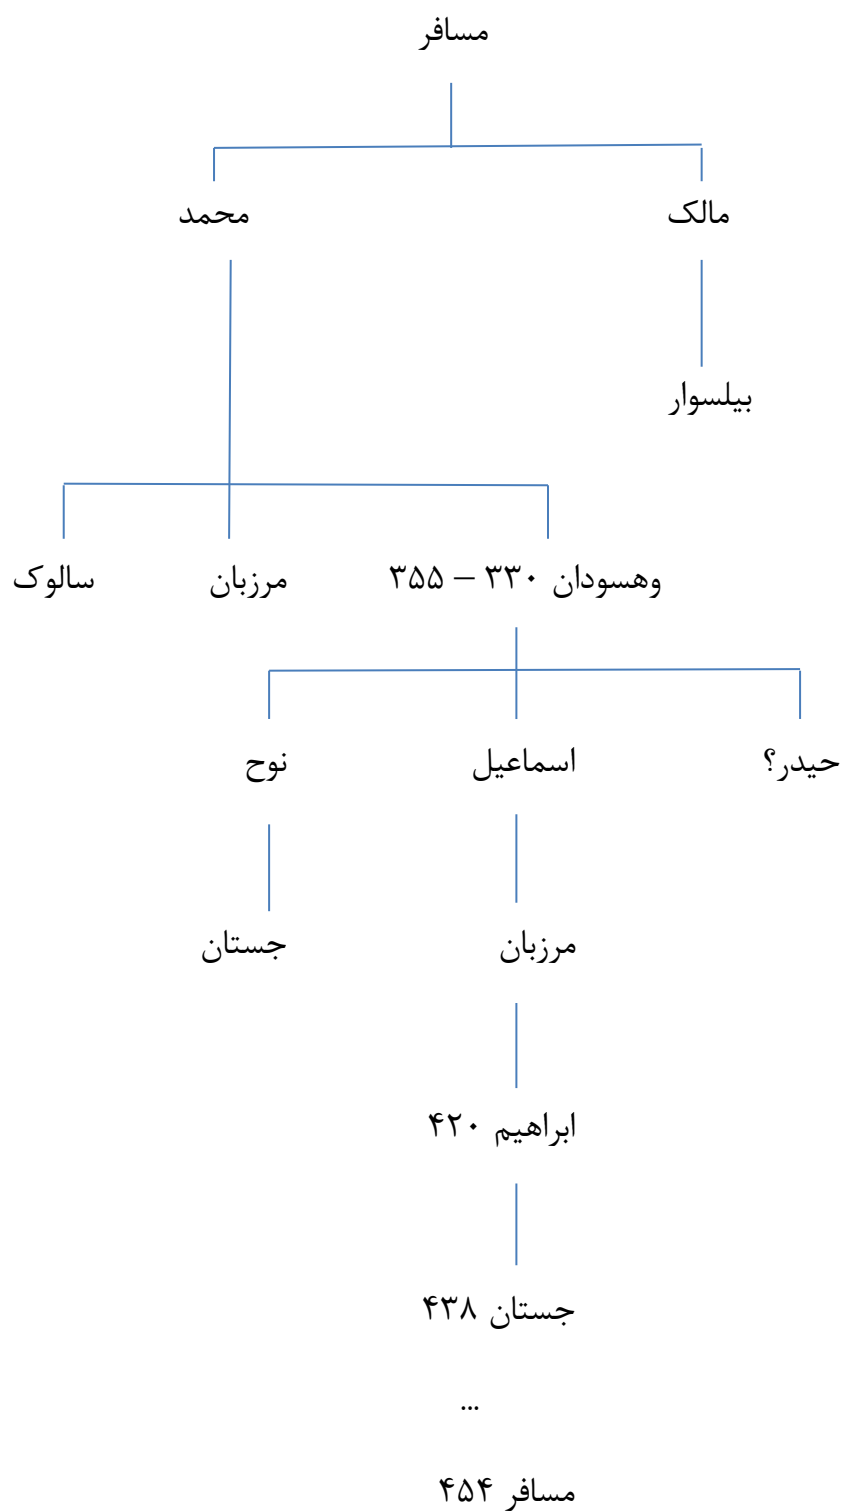 مسافر
مالک محمد
بیلسوار
وهسودان ۳۳۰ – ۳۵۵ مرزبان سالوک
حیدر؟ اسماعیل نوح
مرزبان جستان
ابراهیم ۴۲۰
جستان ۴۳۸
...
مسافر ۴۵۴